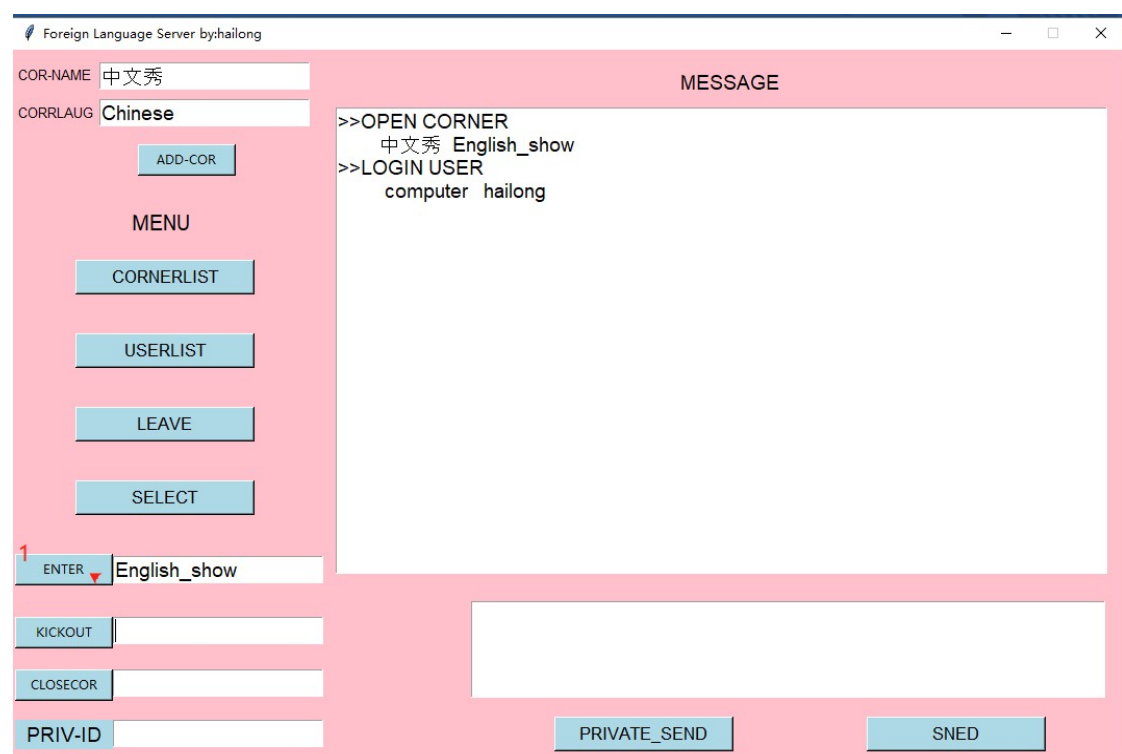 Foreign Language Server by:hailong
COR-NAME 中文秀
CORRLAUG Chinese
ADD-COR
MENU
CORNERLIST
USERLIST
LEAVE
SELECT
1
ENTER English_show
KICKOUT
CLOSECOR
PRIV-ID
MESSAGE
>>OPEN CORNER
中文秀 English_show
>>LOGIN USER
computer hailong
PRIVATE_SEND SNED